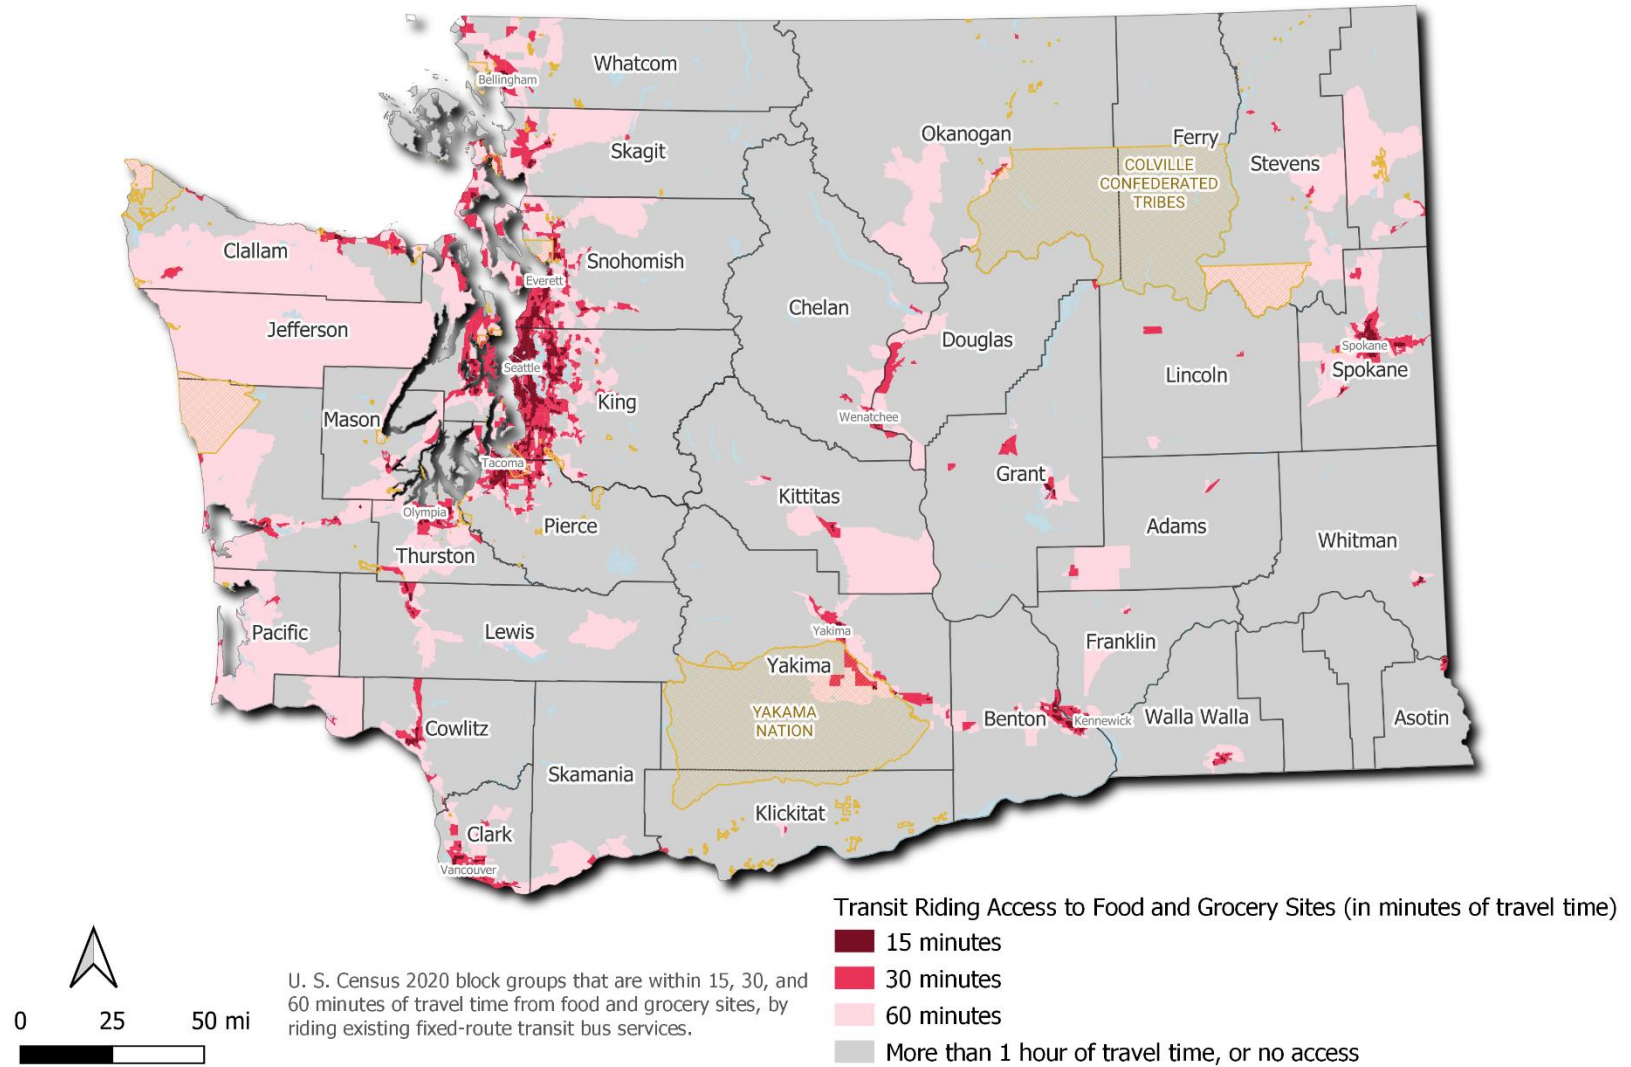 Whatcom
Bellingham
Okanogan
Ferry
Skagit
Stevens
COLVILLE
CONFEDERATED
TRIBES
Clallam
Snohomish
Everett
Chelan
Jefferson
Douglas
Spokane
Seattle
Spokane
Lincoln
King
Mason
Wenatchee
Tacoma
Grant
Kittitas
Olympia
Pierce
Adams
Whitman
Thurston
Pacific
Lewis
Yakima
Franklin
Yakima
YAKAMA
NATION
Benton
Kennewick
Walla Walla
Asotin
Cowlitz
Skamania
Klickitat
Clark
Vancouver
Transit Riding Access to Food and Grocery Sites (in minutes of travel time)
15 minutes
30 minutes
60 minutes
More than 1 hour of travel time, or no access
U. S. Census 2020 block groups that are within 15, 30, and
60 minutes of travel time from food and grocery sites, by
riding existing fixed-route transit bus services.
0 25 50 mi